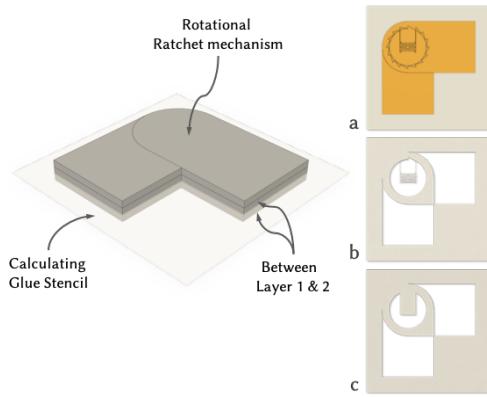 Rotational
Ratchet mechanism
a
b
Calculating
Glue Stencil
Between
Layer 1 & 2
c